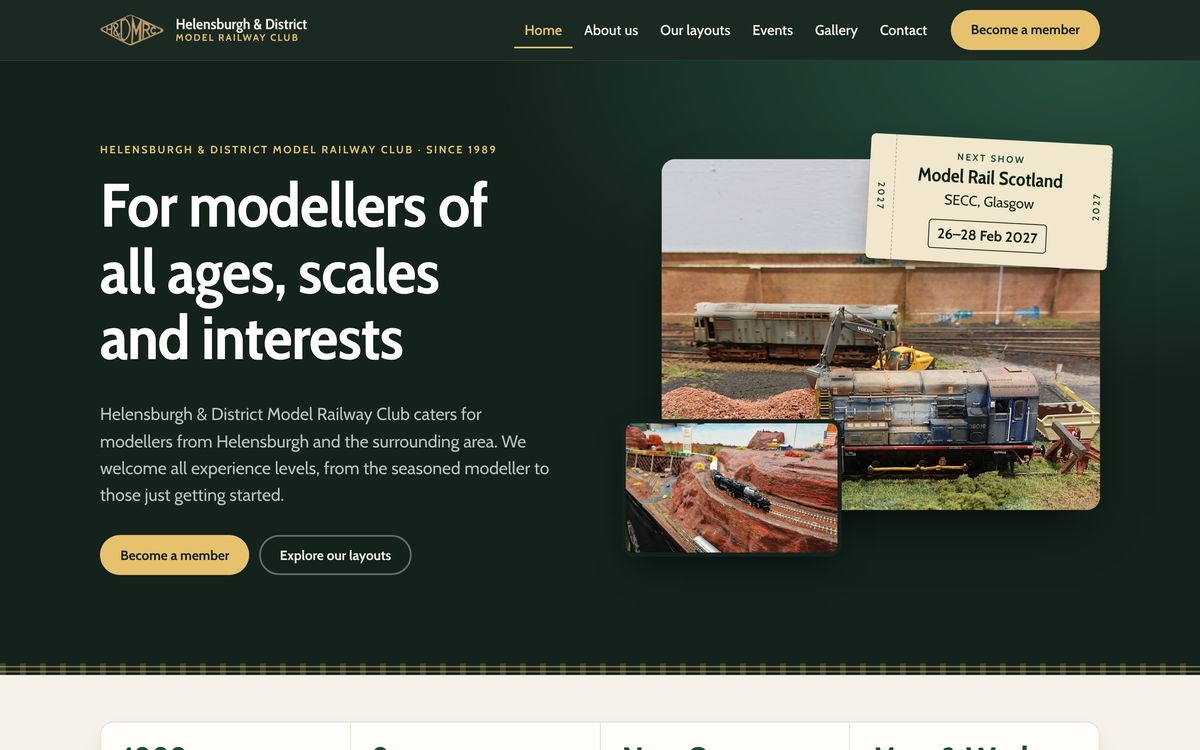 H&DMRC
Helensburgh & District
MODEL RAILWAY CLUB
Home
About us
Our layouts
Events
Gallery
Contact
Become a member
HELENSBURGH & DISTRICT MODEL RAILWAY CLUB · SINCE 1989
For modellers of
all ages, scales
and interests
Helensburgh & District Model Railway Club caters for
modellers from Helensburgh and the surrounding area. We
welcome all experience levels, from the seasoned modeller to
those just getting started.
Become a member
Explore our layouts
2027
NEXT SHOW
Model Rail Scotland
SECC, Glasgow
26–28 Feb 2027
2027
VOLVO